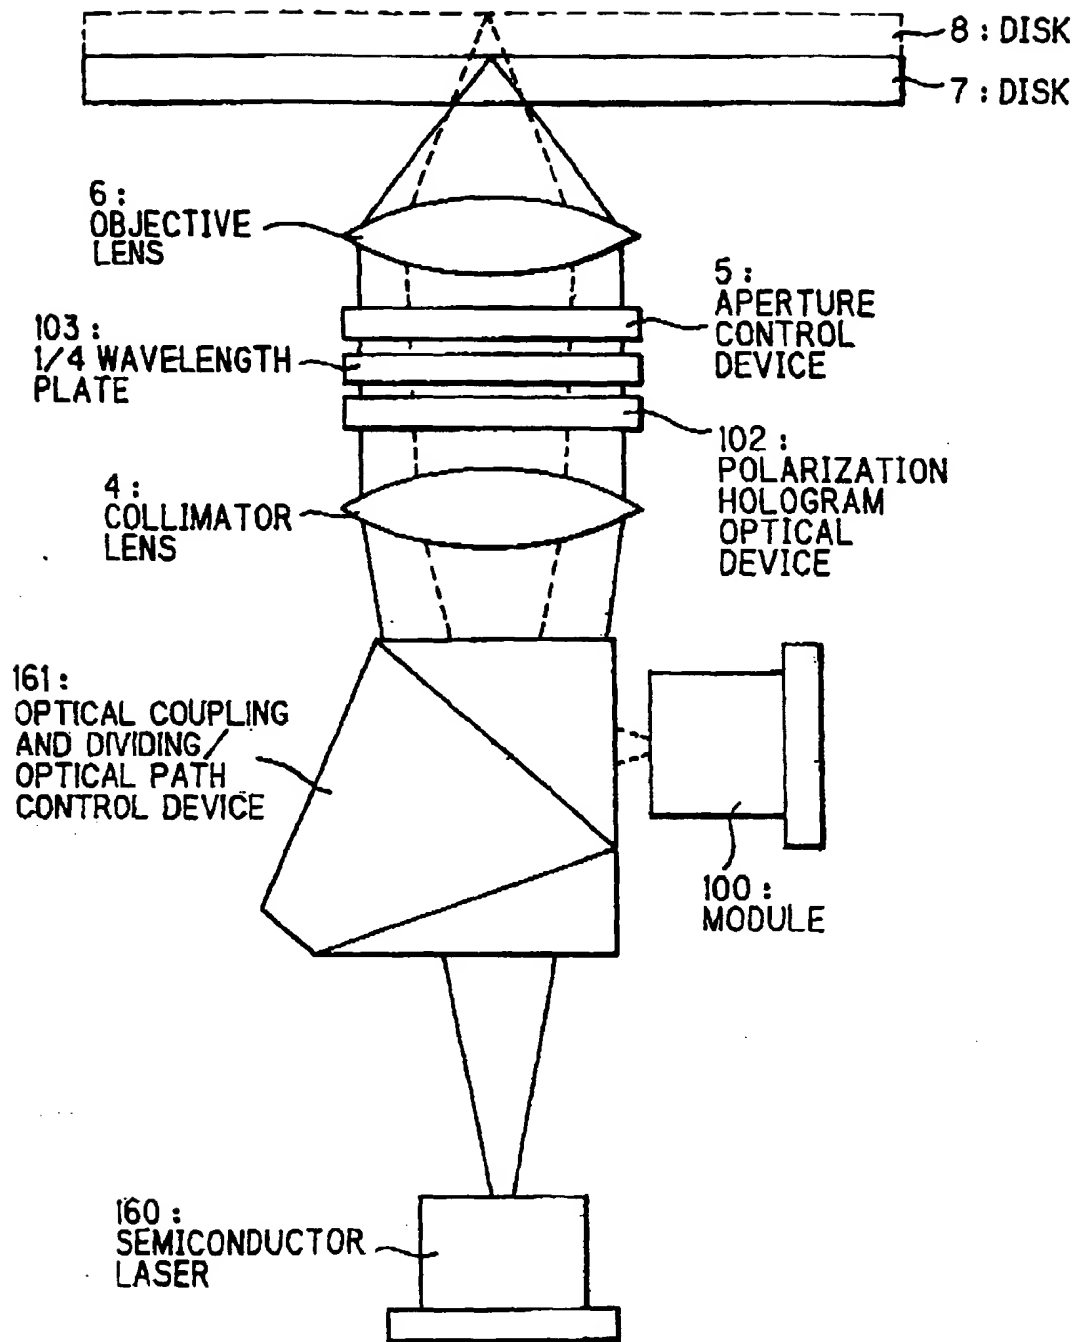 8 : DISK
7 : DISK
6 :
OBJECTIVE
LENS
5 :
APERTURE
CONTROL
DEVICE
103 :
1/4 WAVELENGTH
PLATE
102 :
POLARIZATION
HOLOGRAM
OPTICAL
DEVICE
4 :
COLLIMATOR
LENS
161 :
OPTICAL COUPLING
AND DIVIDING/
OPTICAL PATH
CONTROL DEVICE
100 :
MODULE
160 :
SEMICONDUCTOR
LASER